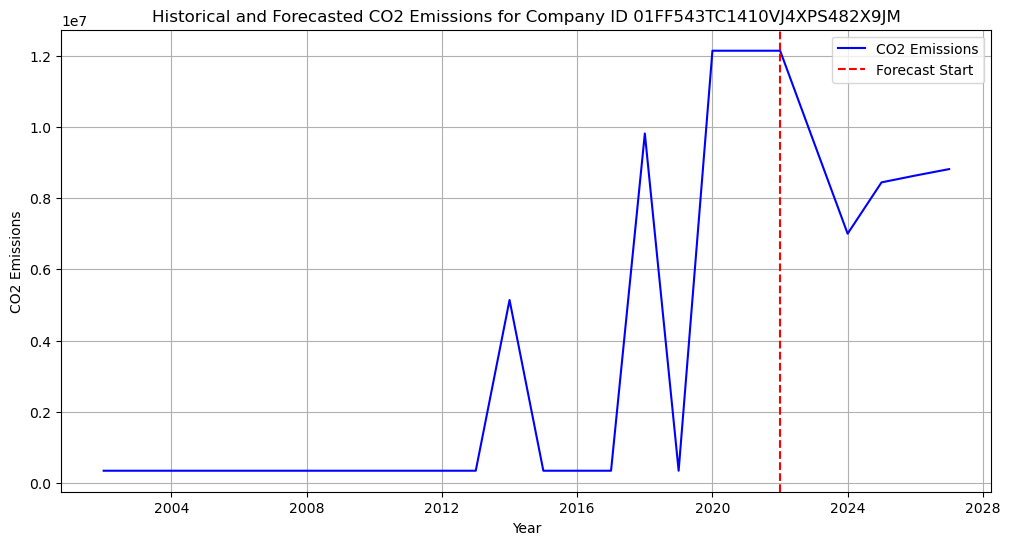 Historical and Forecasted CO2 Emissions for Company ID 01FF543TC1410VJ4XPS482X9JM
1e7
CO2 Emissions
Forecast Start
1.2
1.0
0.8
0.6
0.4
0.2
0.0
CO2 Emissions
2004 2008 2012 2016 2020 2024 2028
Year